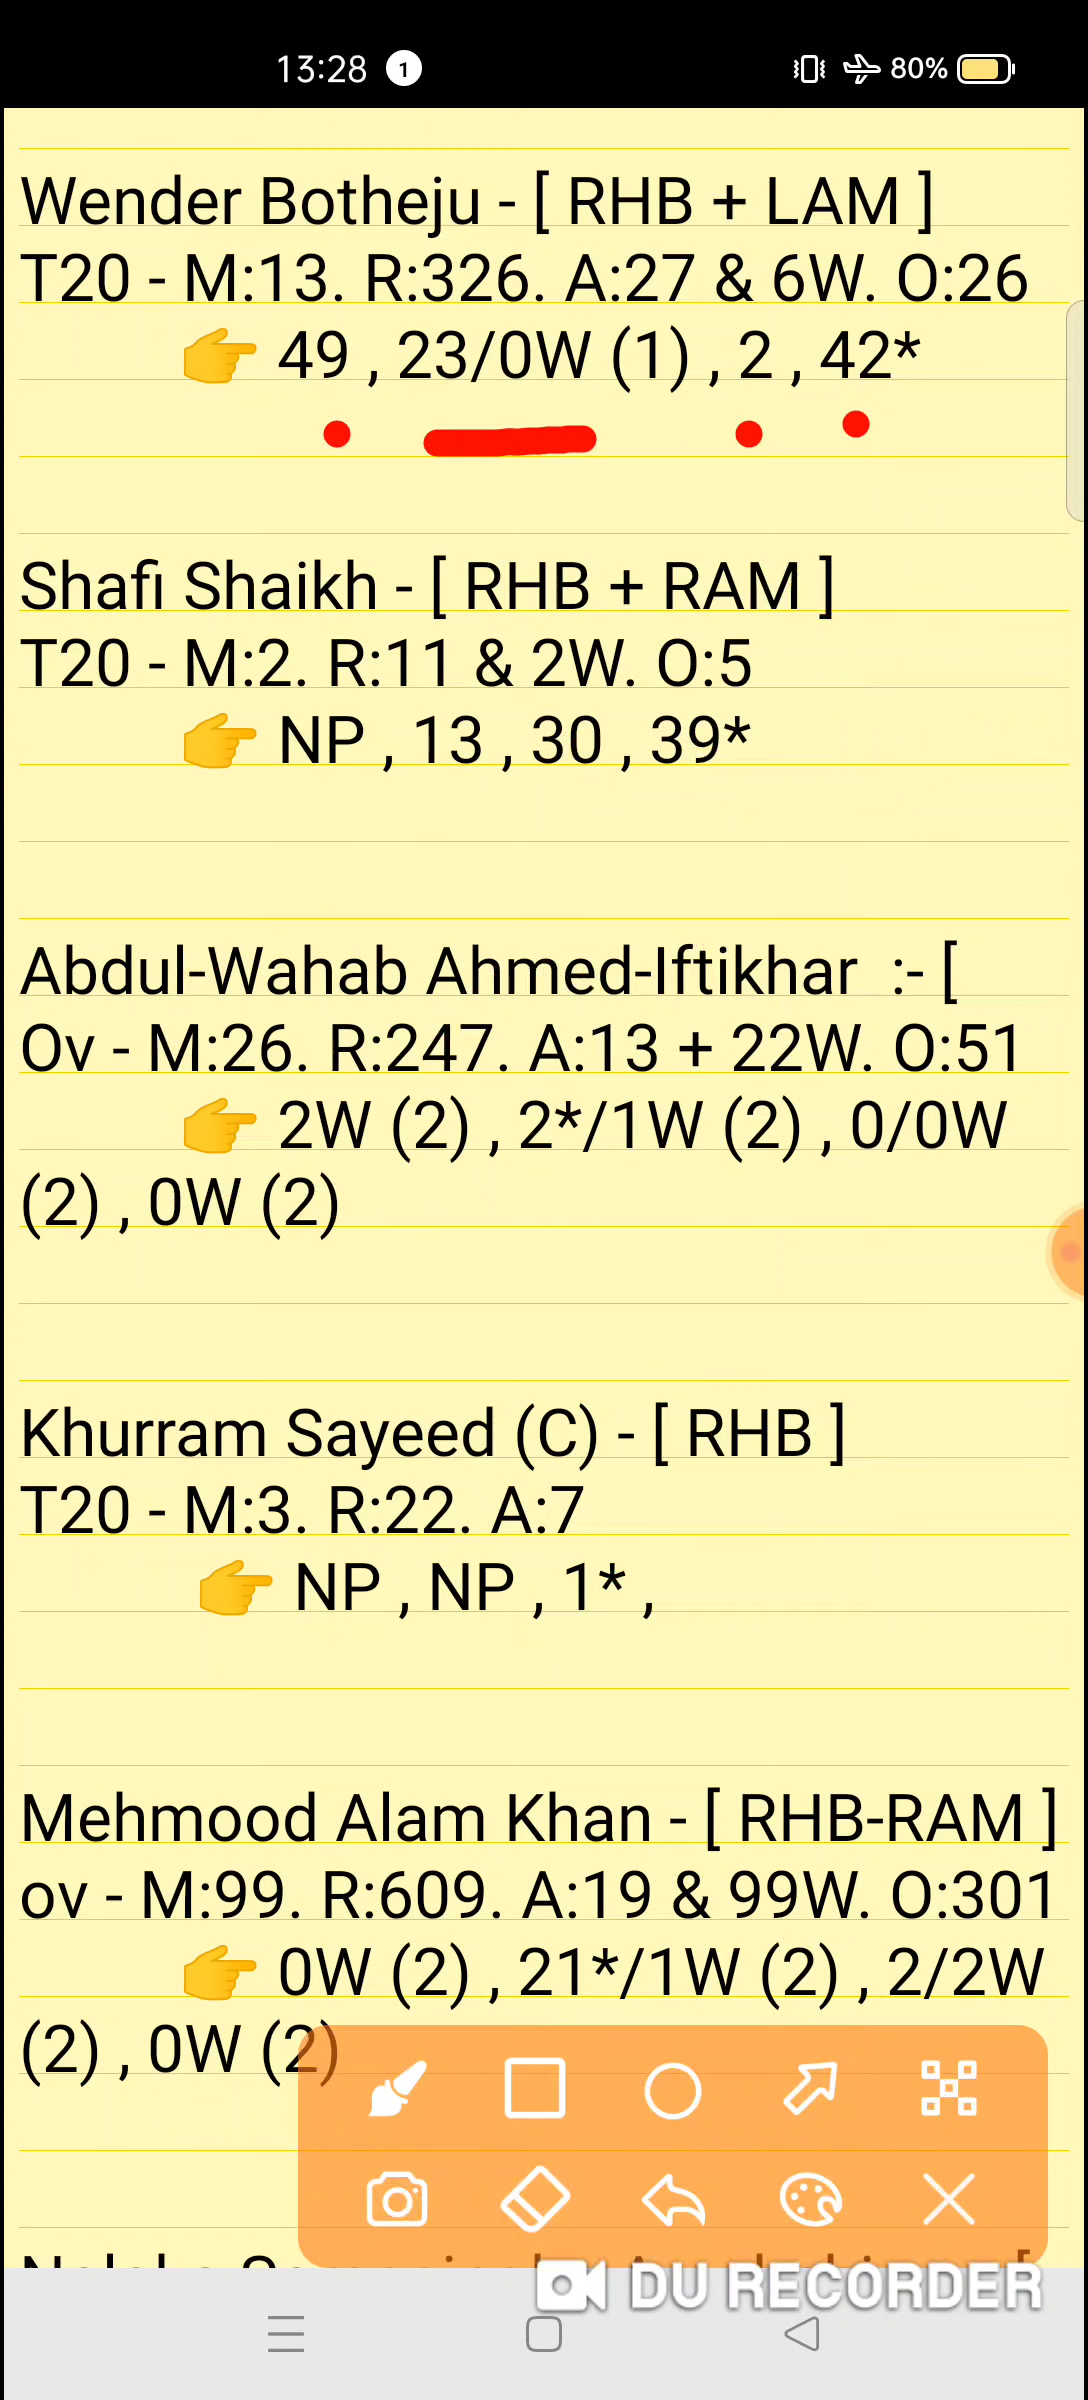 13:28 1 80%
Wender Botheju - [ RHB + LAM ]
T20 - M:13. R:326. A:27 & 6W. O:26
👉 49 , 23/0W (1) , 2 , 42*
Shafi Shaikh - [ RHB + RAM ]
T20 - M:2. R:11 & 2W. O:5
👉 NP , 13 , 30 , 39*
Abdul-Wahab Ahmed-Iftikhar :- [
Ov - M:26. R:247. A:13 + 22W. O:51
👉 2W (2) , 2*/1W (2) , 0/0W
(2) , 0W (2)
Khurram Sayeed (C) - [ RHB ]
T20 - M:3. R:22. A:7
👉 NP , NP , 1* ,
Mehmood Alam Khan - [ RHB-RAM ]
ov - M:99. R:609. A:19 & 99W. O:301
👉 0W (2) , 21*/1W (2) , 2/2W
(2) , 0W (2)
DU RECORDER